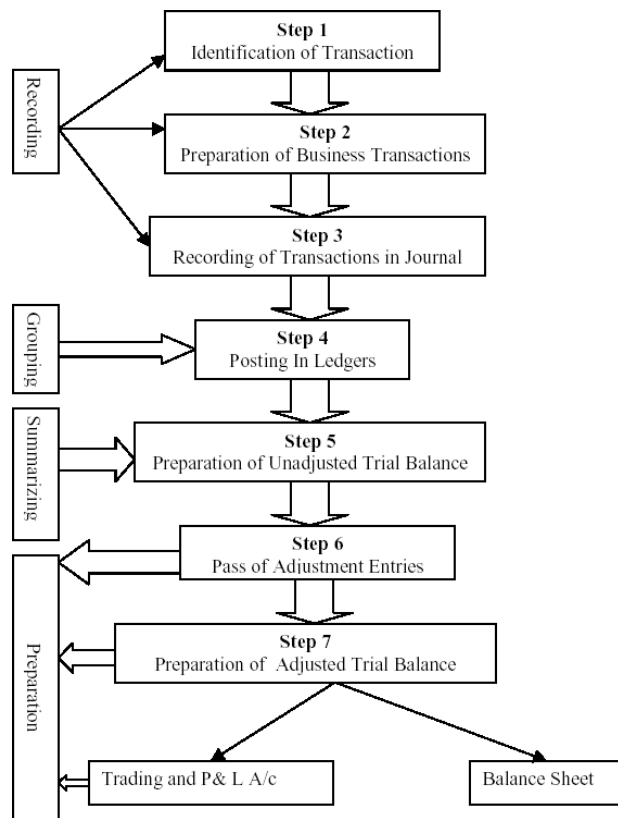 Step 1
Identification of Transaction
Recording
Step 2
Preparation of Business Transactions
Step 3
Recording of Transactions in Journal
Grouping
Step 4
Posting In Ledgers
Summarizing
Step 5
Preparation of Unadjusted Trial Balance
Step 6
Pass of Adjustment Entries
Preparation
Step 7
Preparation of Adjusted Trial Balance
Trading and P& L A/c
Balance Sheet